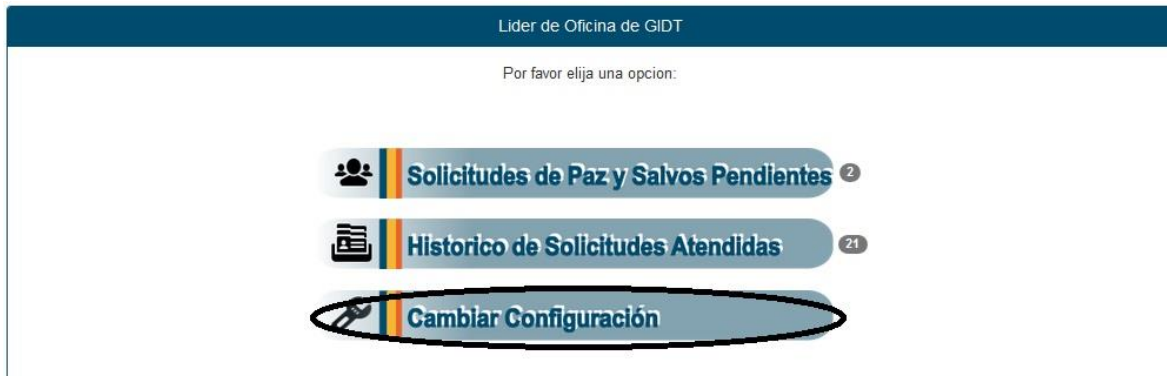 Lider de Oficina de GIDT
Por favor elija una opcion:
Solicitudes de Paz y Salvos Pendientes 2
Historico de Solicitudes Atendidas 21
Cambiar Configuración